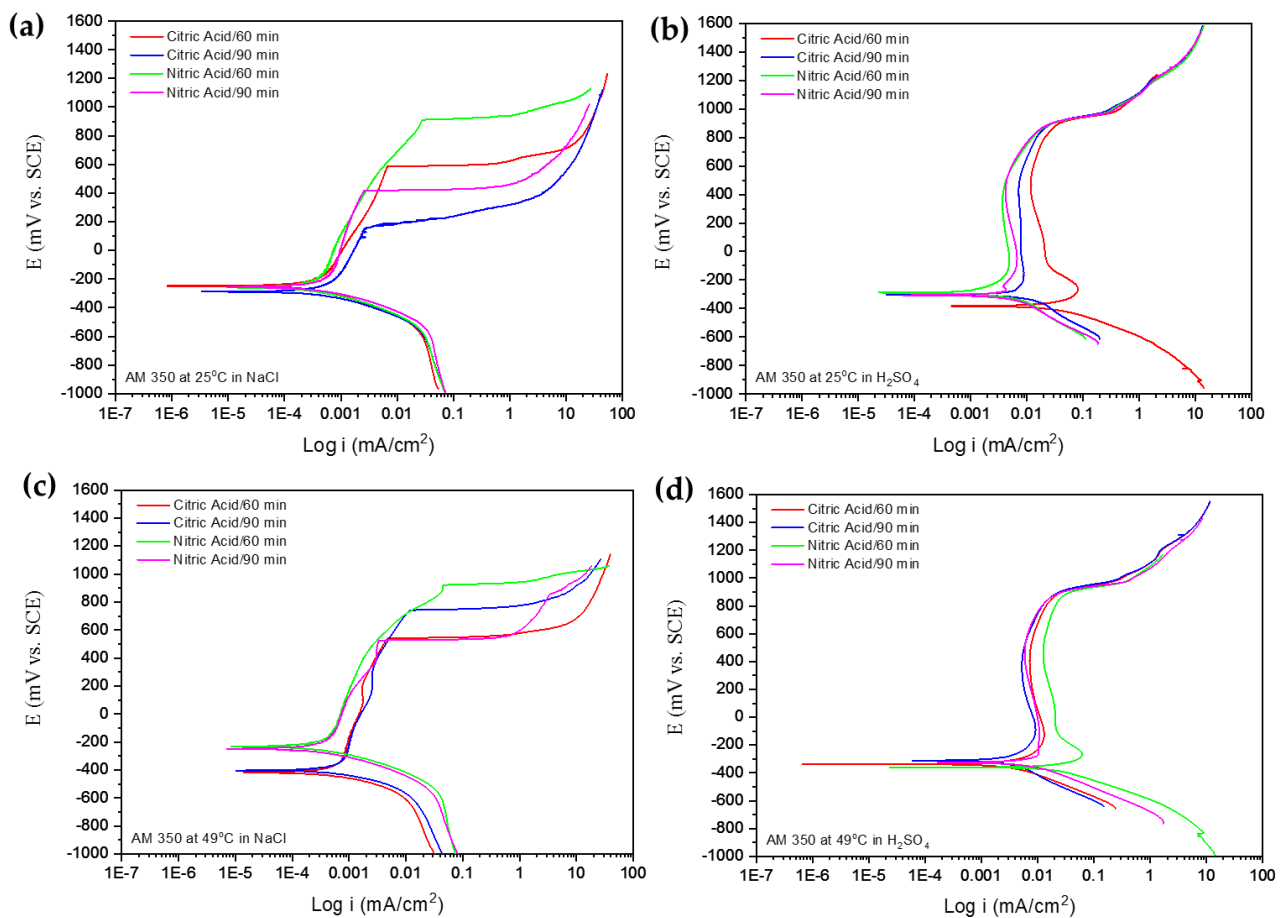 (a)
1600
1400
1200
1000
800
600
400
200
0
-200
-400
-600
-800
-1000
E (mV vs. SCE)
Citric Acid/60 min
Citric Acid/90 min
Nitric Acid/60 min
Nitric Acid/90 min
AM 350 at 25°C in NaCl
1E-7 1E-6 1E-5 1E-4 0.001 0.01 0.1 1 10 100
Log i (mA/cm²)
(b)
1600
1400
1200
1000
800
600
400
200
0
-200
-400
-600
-800
-1000
E (mV vs. SCE)
Citric Acid/60 min
Citric Acid/90 min
Nitric Acid/60 min
Nitric Acid/90 min
AM 350 at 25°C in H₂SO₄
1E-7 1E-6 1E-5 1E-4 0.001 0.01 0.1 1 10 100
Log i (mA/cm²)
(c)
1600
1400
1200
1000
800
600
400
200
0
-200
-400
-600
-800
-1000
E (mV vs. SCE)
Citric Acid/60 min
Citric Acid/90 min
Nitric Acid/60 min
Nitric Acid/90 min
AM 350 at 49°C in NaCl
1E-7 1E-6 1E-5 1E-4 0.001 0.01 0.1 1 10 100
Log i (mA/cm²)
(d)
1600
1400
1200
1000
800
600
400
200
0
-200
-400
-600
-800
-1000
E (mV vs. SCE)
Citric Acid/60 min
Citric Acid/90 min
Nitric Acid/60 min
Nitric Acid/90 min
AM 350 at 49°C in H₂SO₄
1E-7 1E-6 1E-5 1E-4 0.001 0.01 0.1 1 10 100
Log i (mA/cm²)